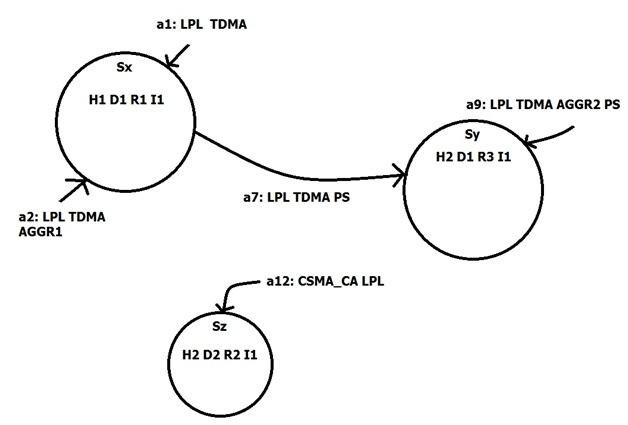 a1: LPL TDMA
Sx
H1 D1 R1 I1
a9: LPL TDMA AGGR2 PS
Sy
H2 D1 R3 I1
a7: LPL TDMA PS
a2: LPL TDMA
AGGR1
a12: CSMA_CA LPL
Sz
H2 D2 R2 I1